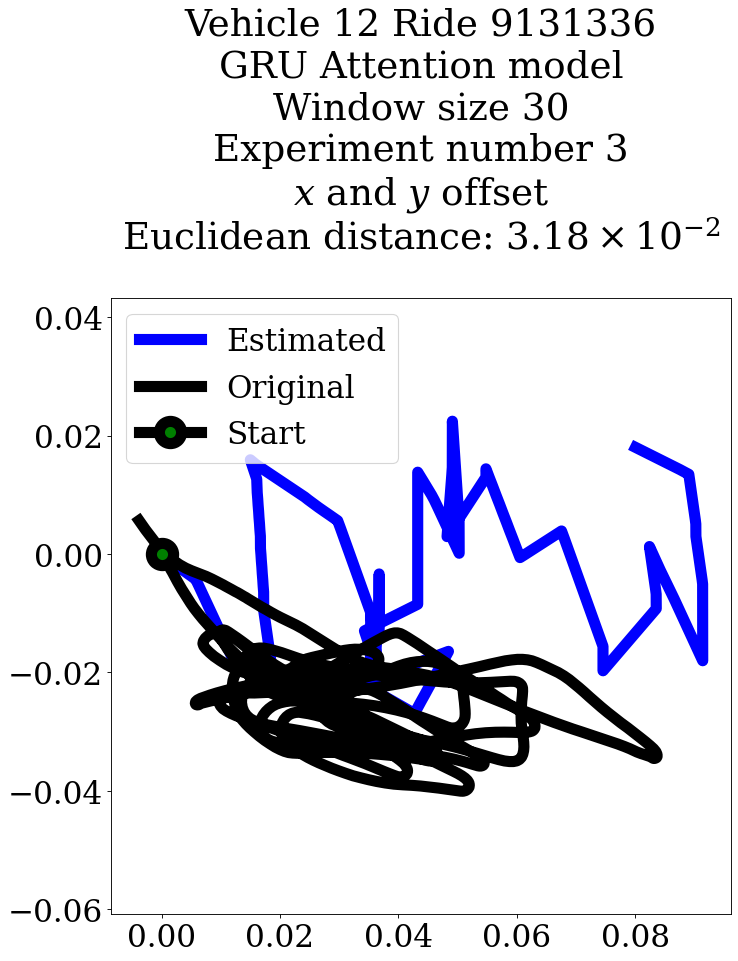 Vehicle 12 Ride 9131336
GRU Attention model
Window size 30
Experiment number 3
x and y offset
Euclidean distance: 3.18 × 10⁻²
Estimated
Original
Start
0.04
0.02
0.00
−0.02
−0.04
−0.06
0.00 0.02 0.04 0.06 0.08